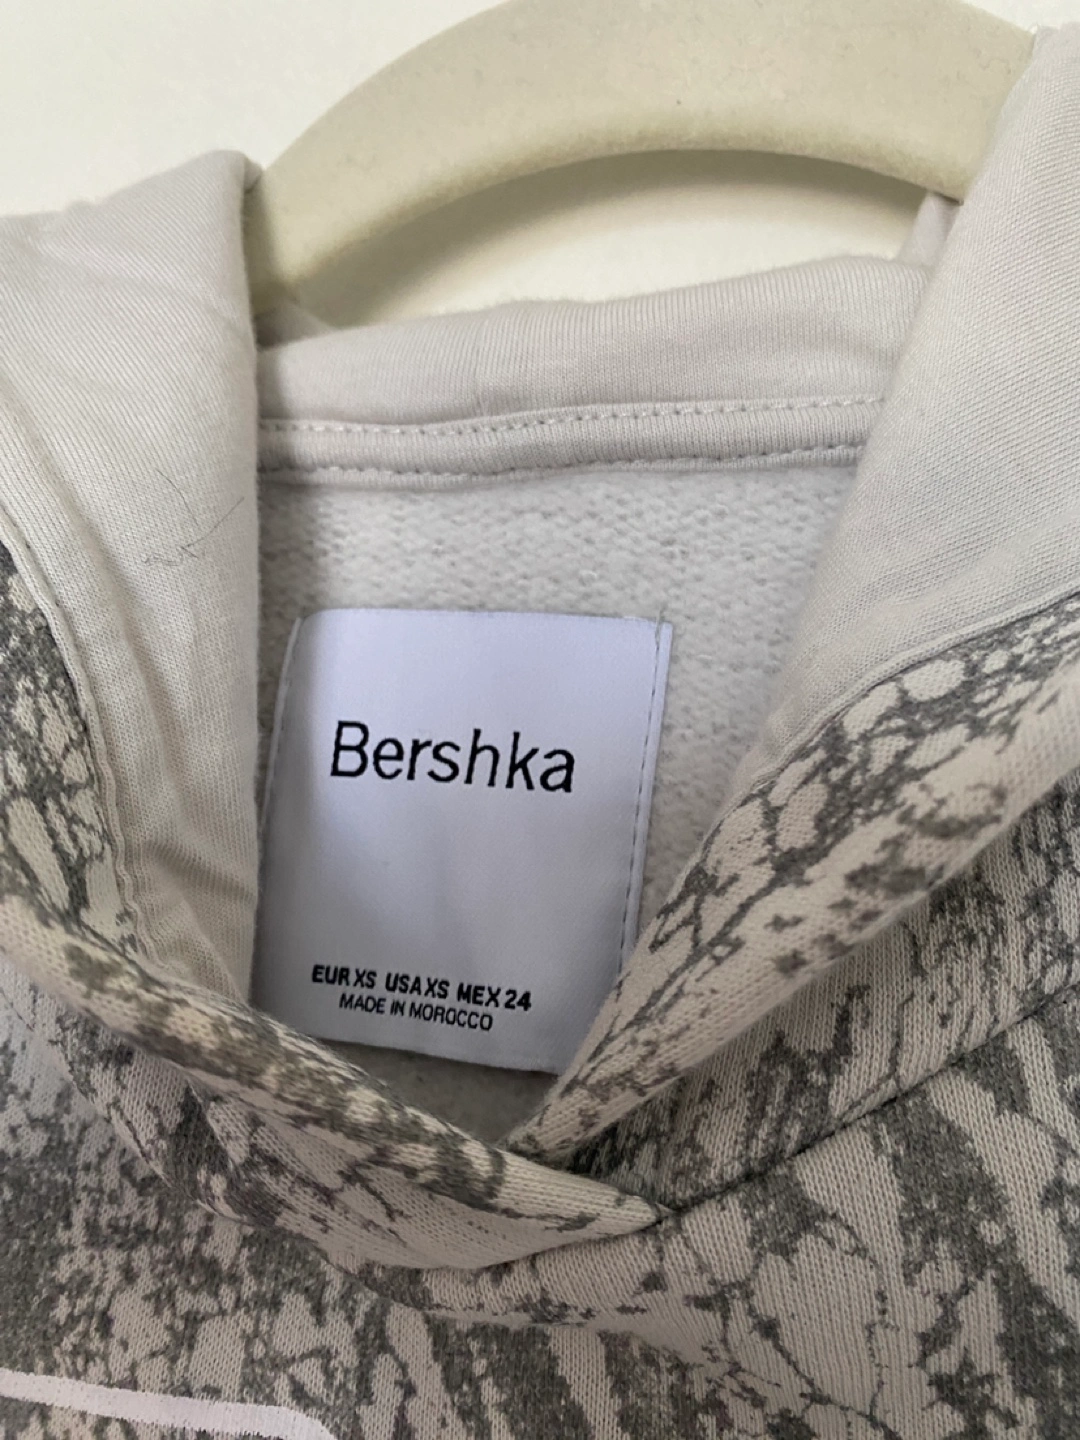 Bershka
EUR XS USA XS MEX 24
MADE IN MOROCCO